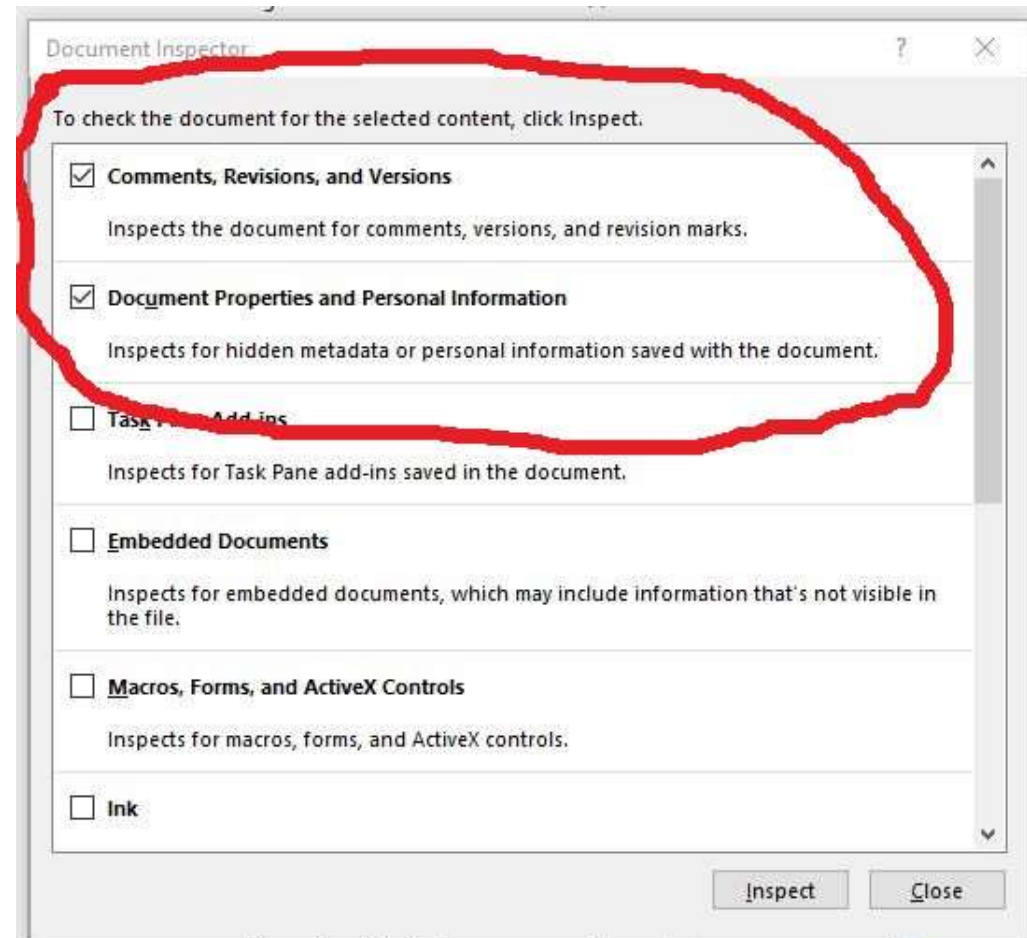 Document Inspector
To check the document for the selected content, click Inspect.
Comments, Revisions, and Versions
Inspects the document for comments, versions, and revision marks.
Document Properties and Personal Information
Inspects for hidden metadata or personal information saved with the document.
Task Pane Add-ins
Inspects for Task Pane add-ins saved in the document.
Embedded Documents
Inspects for embedded documents, which may include information that's not visible in
the file.
Macros, Forms, and ActiveX Controls
Inspects for macros, forms, and ActiveX controls.
Ink
Inspect Close